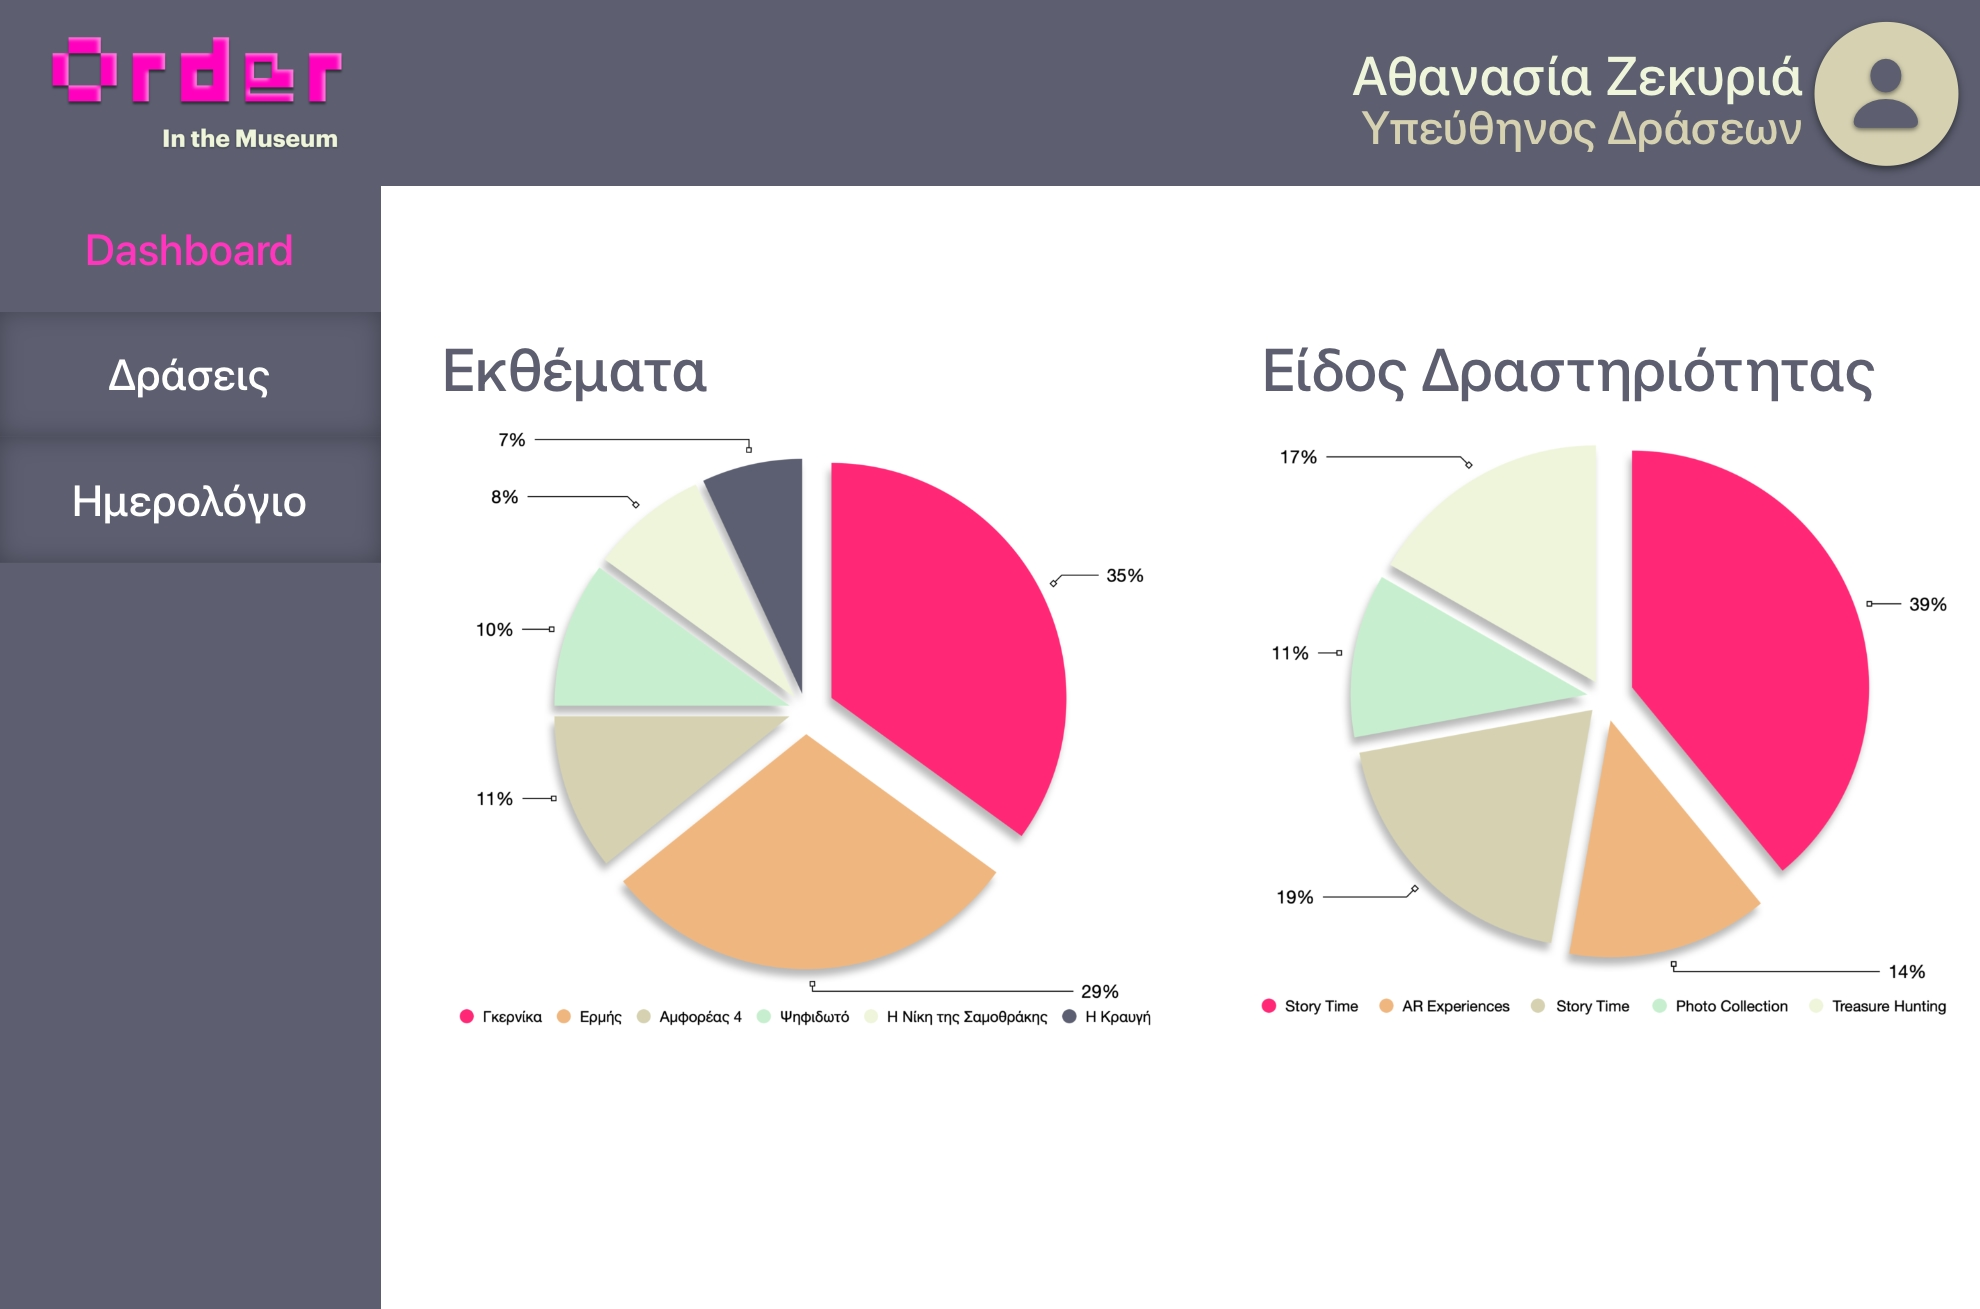 Order
In the Museum
Αθανασία Ζεκυριά
Υπεύθηνος Δράσεων
Dashboard
Δράσεις
Ημερολόγιο
Εκθέματα
7%
8%
35%
10%
11%
29%
Γκερνίκα Ερμής Αμφορέας 4 Ψηφιδωτό Η Νίκη της Σαμοθράκης Η Κραυγή
Είδος Δραστηριότητας
17%
39%
11%
19%
14%
Story Time AR Experiences Story Time Photo Collection Treasure Hunting